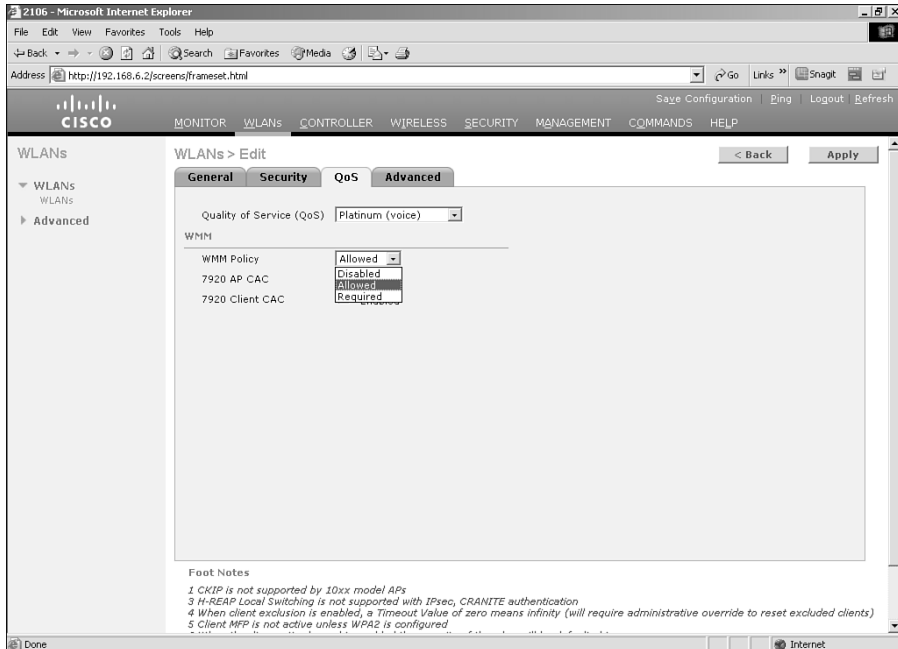 2106 - Microsoft Internet Explorer
File Edit View Favorites Tools Help
Back Search Favorites Media
Address http://192.168.6.2/screens/frameset.html Go Links » Snagit
Save Configuration | Ping | Logout | Refresh
CISCO MONITOR WLANs CONTROLLER WIRELESS SECURITY MANAGEMENT COMMANDS HELP
WLANs
WLANs
WLANs
Advanced
WLANs > Edit < Back Apply
General Security QoS Advanced
Quality of Service (QoS) Platinum (voice)
WMM
WMM Policy Allowed
Disabled
Allowed
Required
7920 AP CAC
7920 Client CAC
Foot Notes
1 CKIP is not supported by 10xx model APs
3 H-REAP Local Switching is not supported with IPsec, CRANITE authentication
4 When client exclusion is enabled, a Timeout Value of zero means infinity (will require administrative override to reset excluded clients)
5 Client MFP is not active unless WPA2 is configured
Done Internet